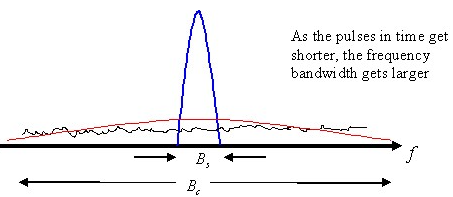 As the pulses in time get
shorter, the frequency
bandwidth gets larger
f
Bs
Bc